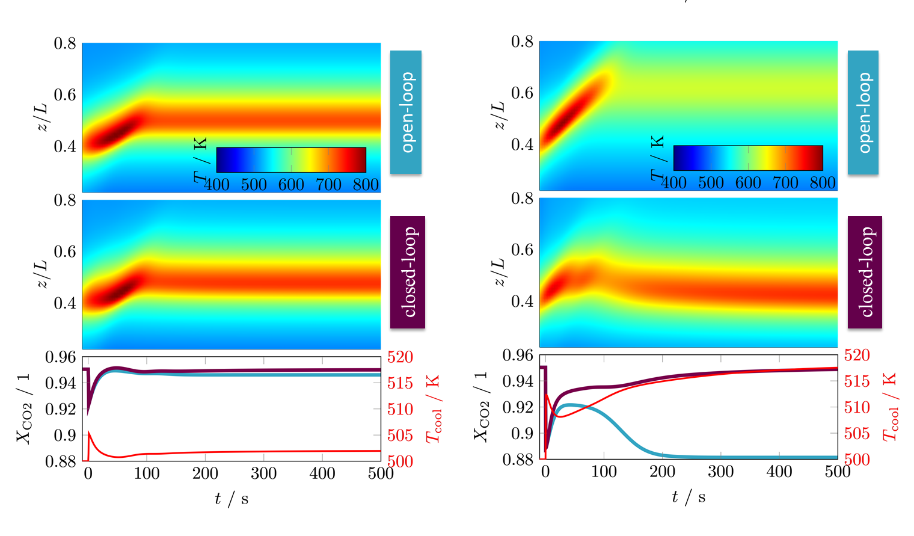 0.8
0.6
0.4
z/L
T / K
400 500 600 700 800
open-loop
0.8
0.6
0.4
z/L
closed-loop
0.96
0.94
0.92
0.9
0.88
X_CO2 / 1
520
515
510
505
500
T_cool / K
0 100 200 300 400 500
t / s
0.8
0.6
0.4
z/L
T / K
400 500 600 700 800
open-loop
0.8
0.6
0.4
z/L
closed-loop
0.96
0.94
0.92
0.9
0.88
X_CO2 / 1
520
515
510
505
500
T_cool / K
0 100 200 300 400 500
t / s